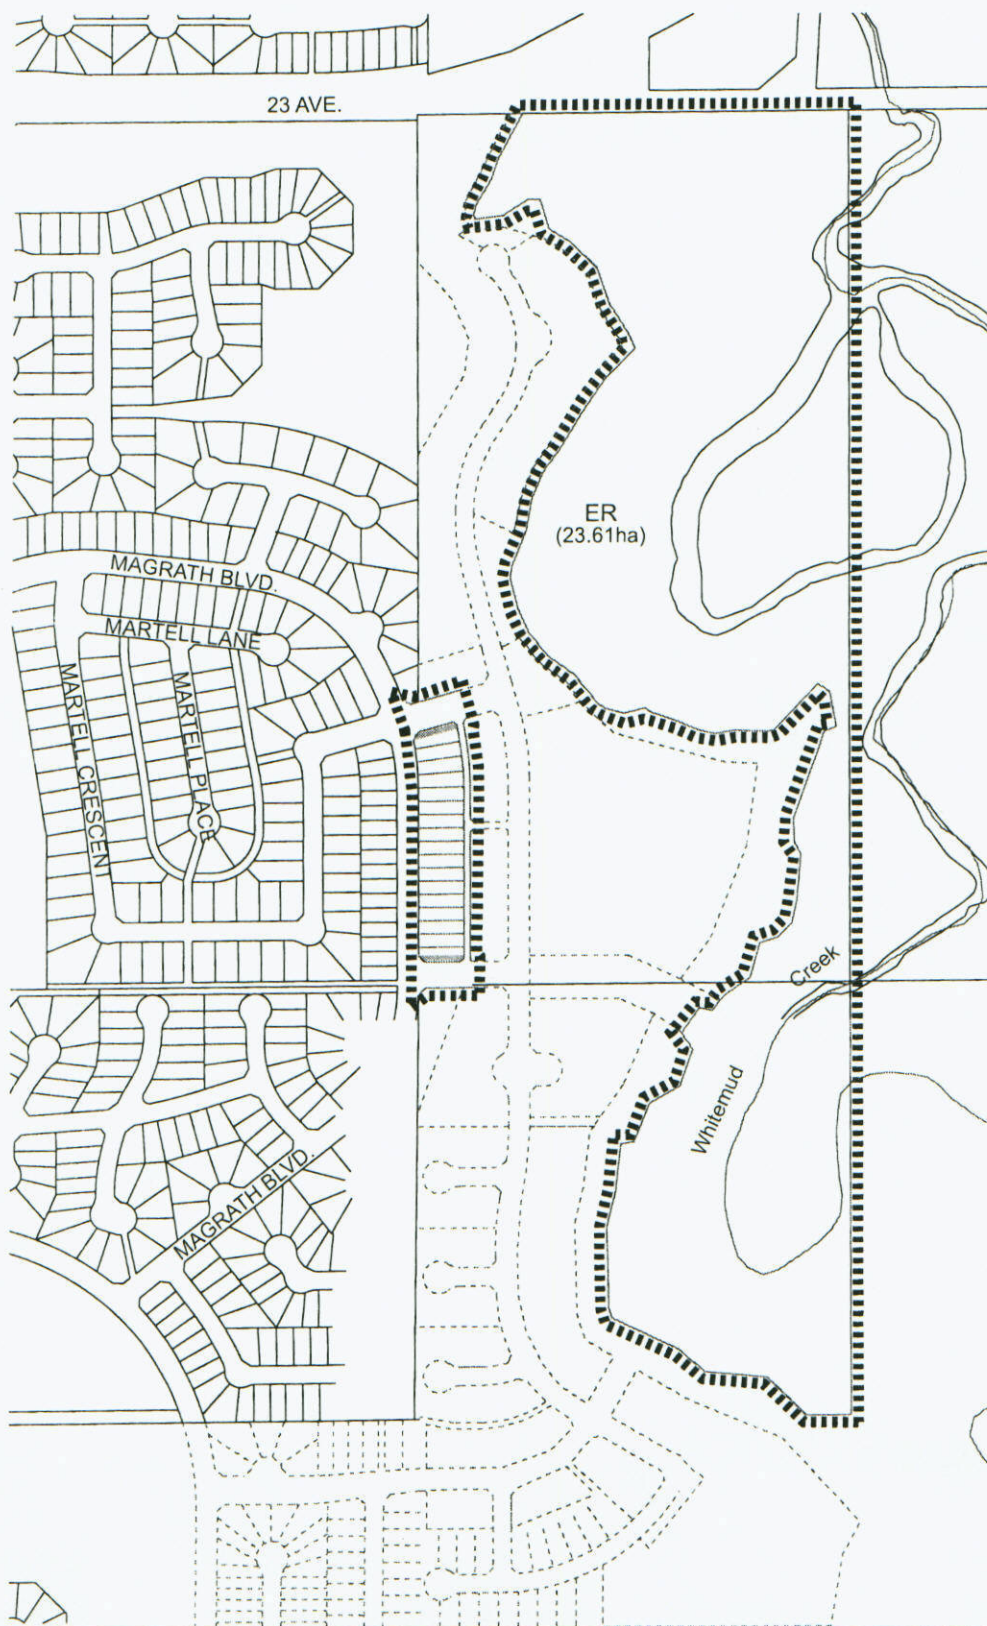 23 AVE.
ER
(23.61ha)
MAGRATH BLVD.
MARTELL LANE
MARTELL CRESCENT
MARTELL PLACE
Creek
Whitemud
MAGRATH BLVD.